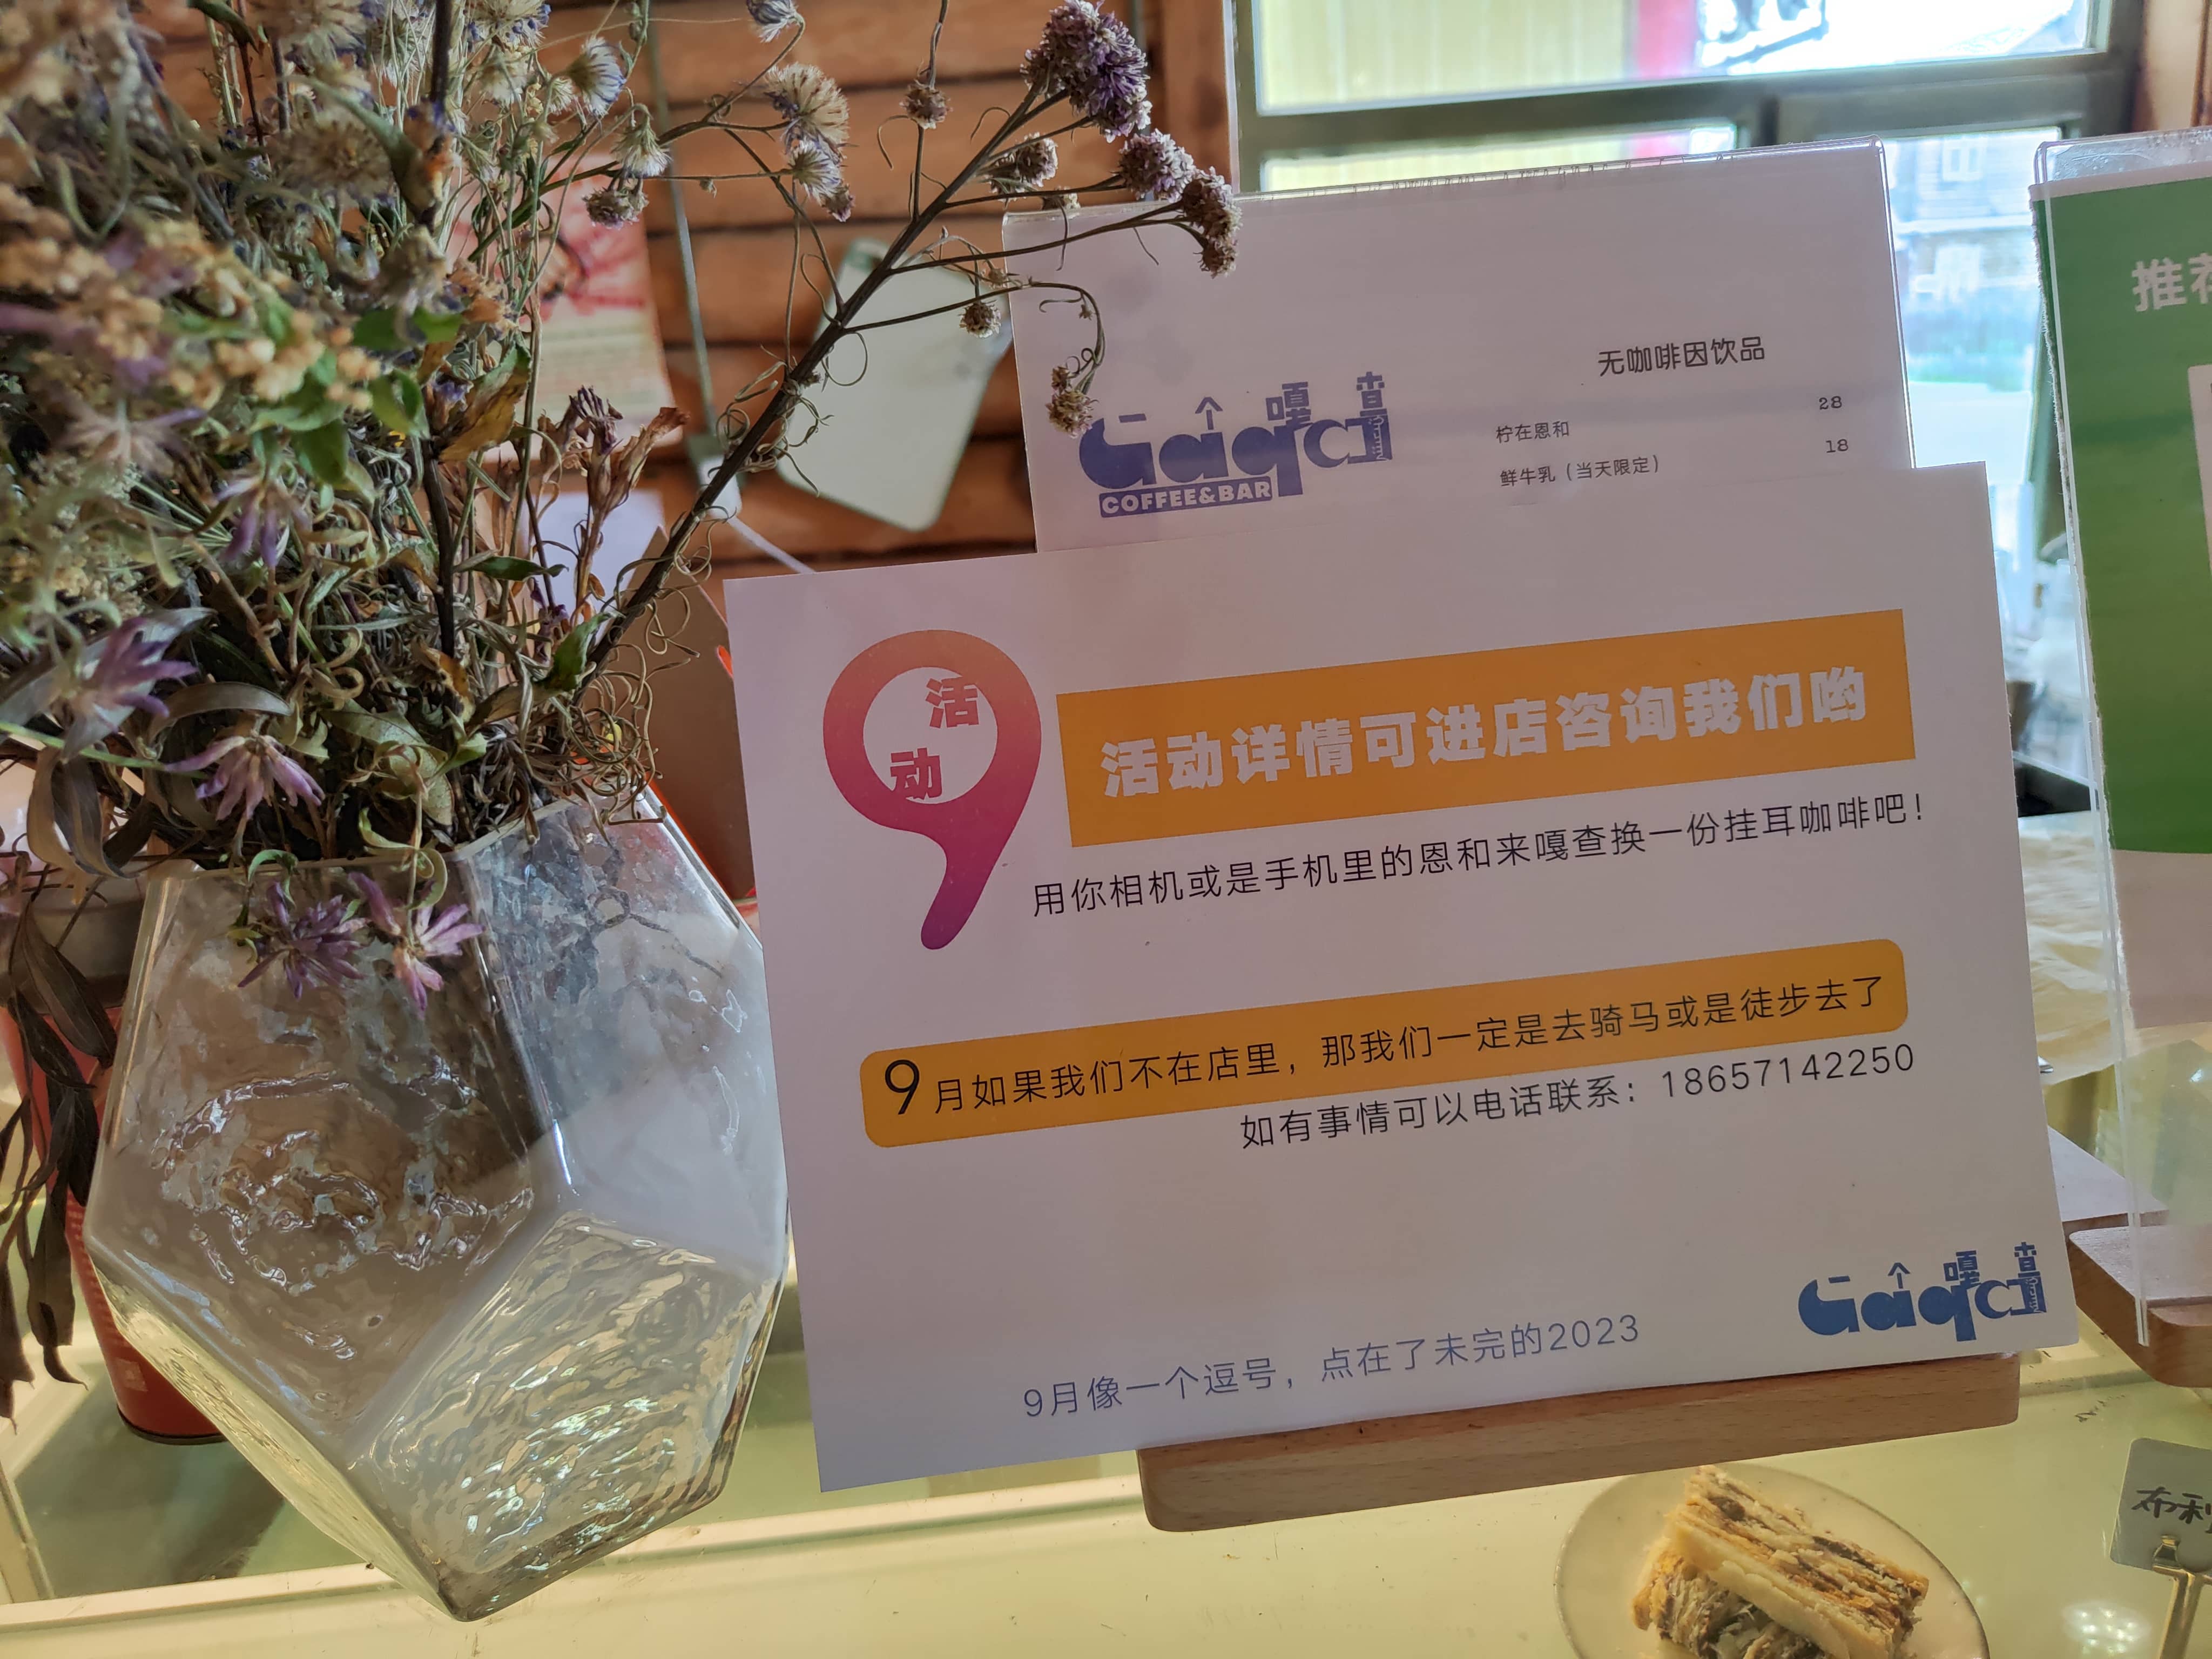 推荐
无咖啡因饮品
柠在恩和 28
鲜牛乳（当天限定） 18
一个嘎查
Gaqa
COFFEE&BAR
活动
活动详情可进店咨询我们哟
用你相机或是手机里的恩和来嘎查换一份挂耳咖啡吧！
9月如果我们不在店里，那我们一定是去骑马或是徒步去了
如有事情可以电话联系：18657142250
9月像一个逗号，点在了未完的2023
一个嘎查
Gaqa
布利